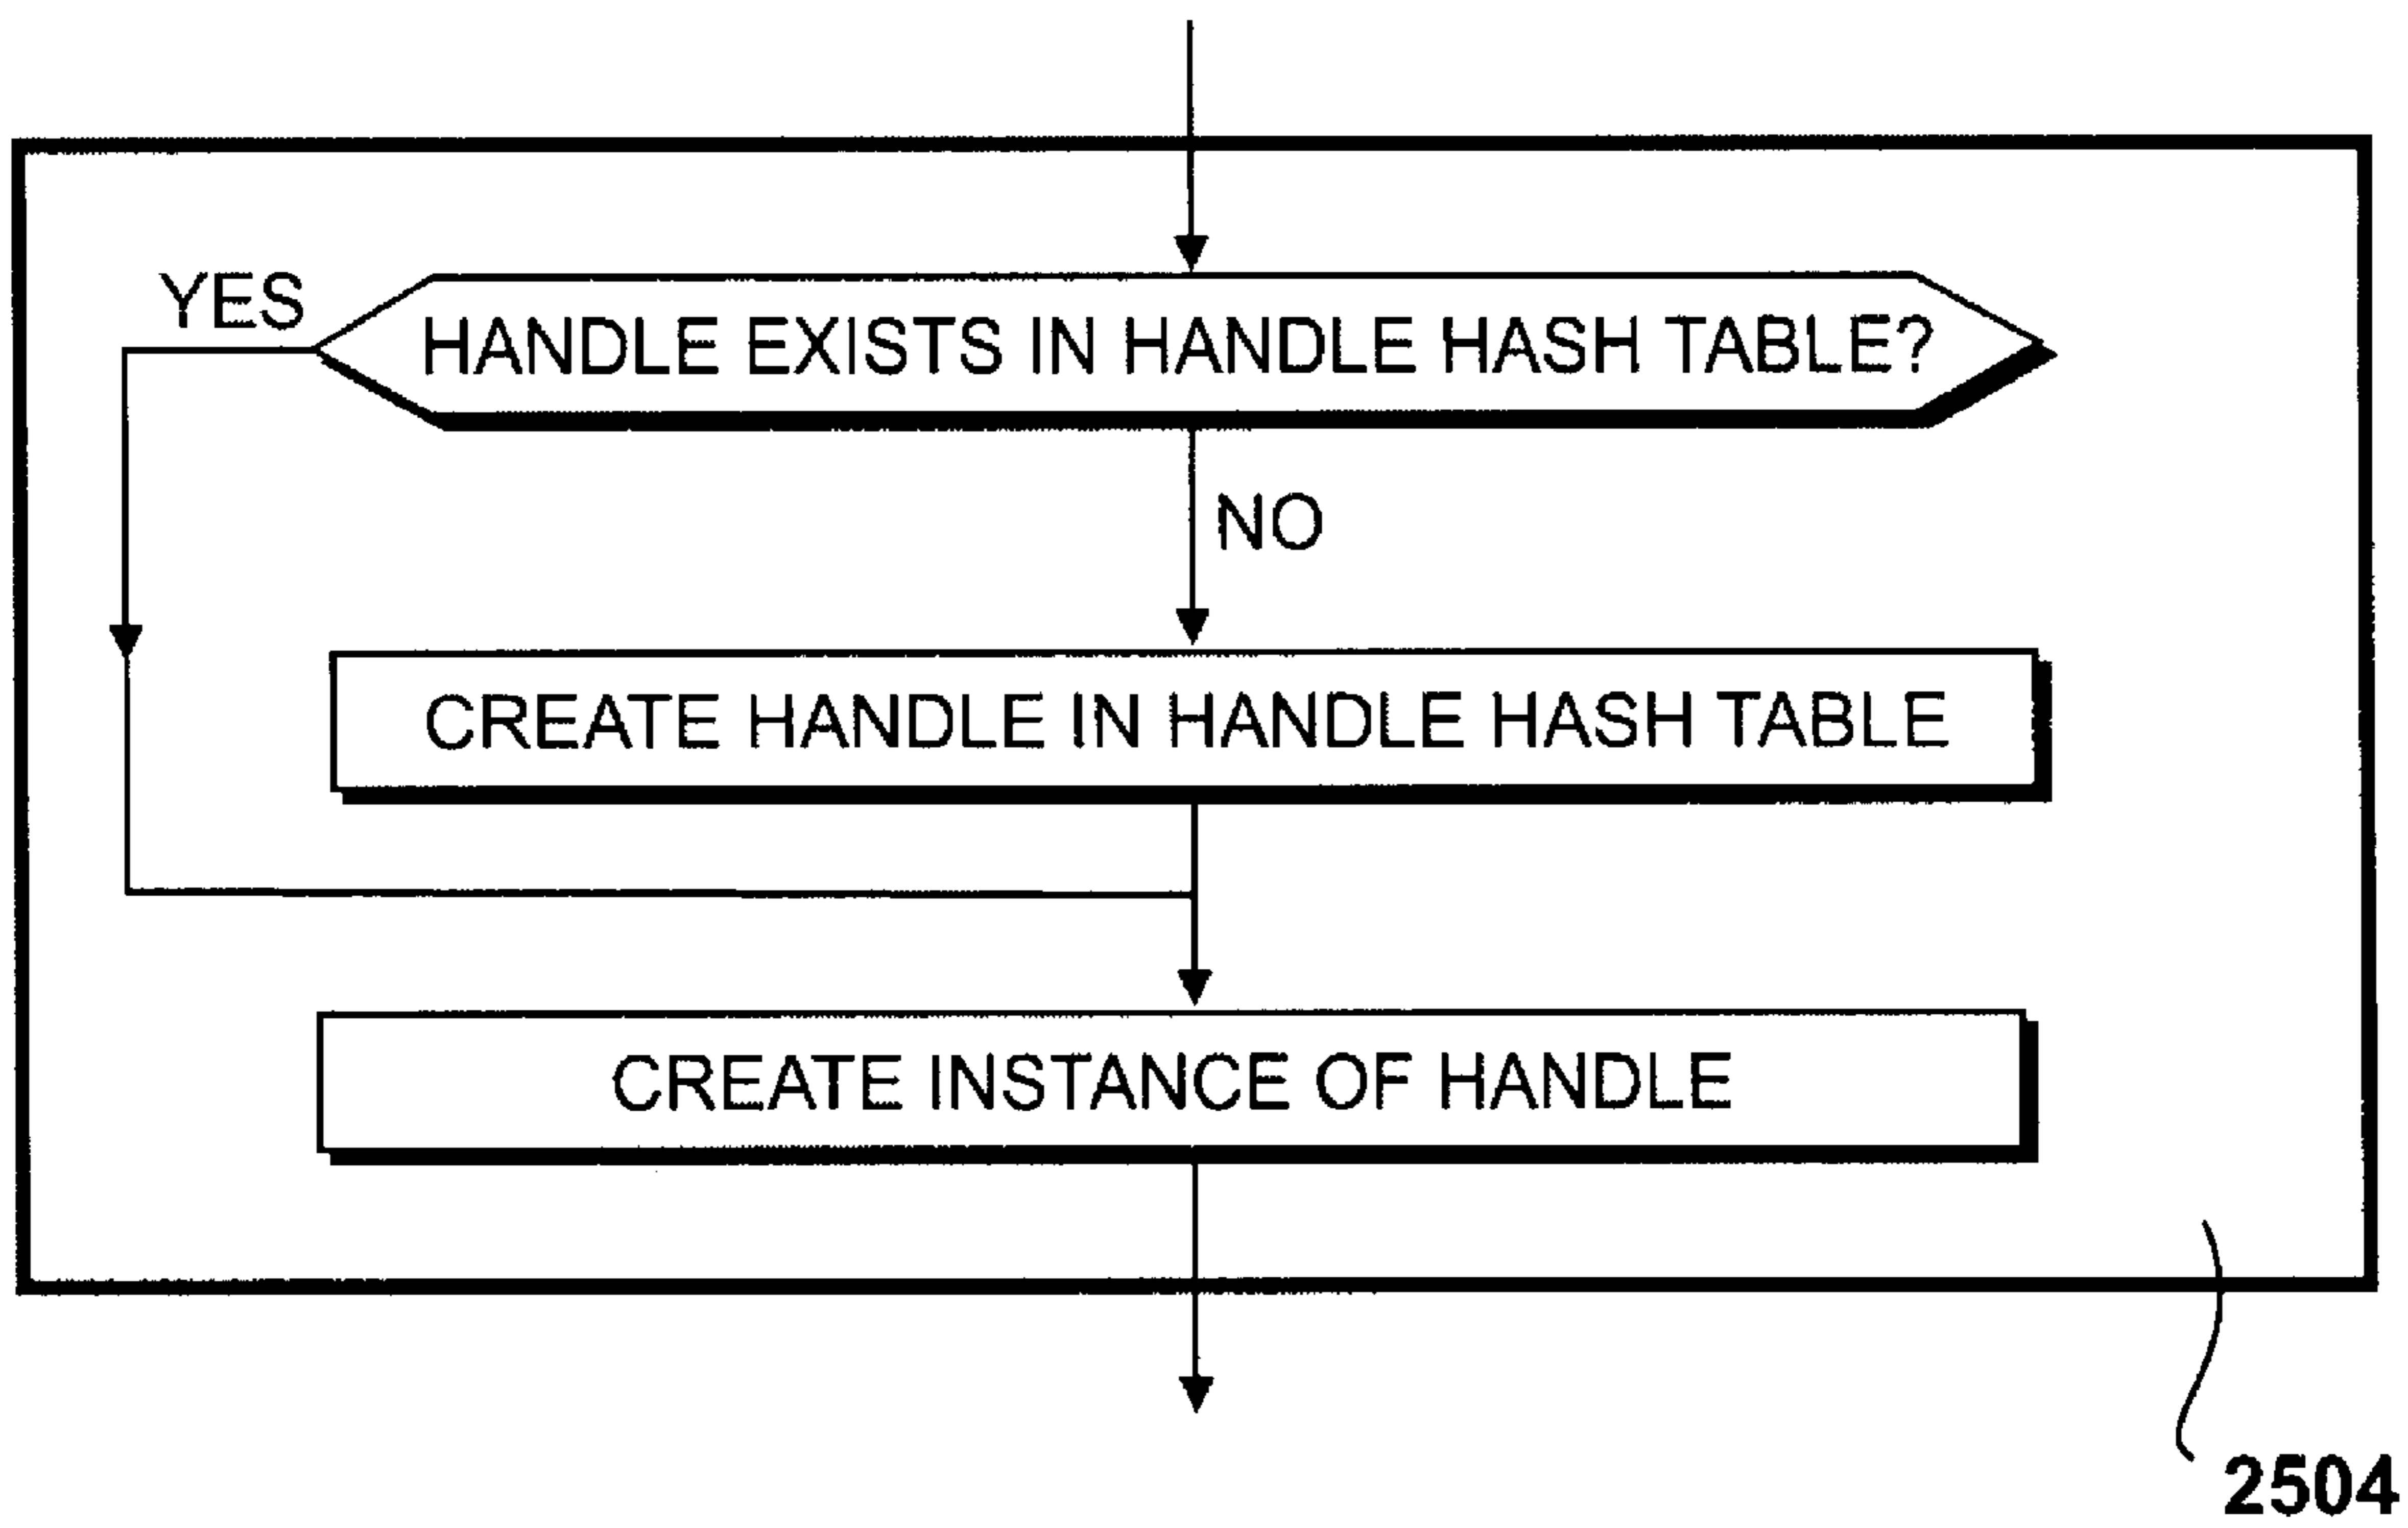 YES
HANDLE EXISTS IN HANDLE HASH TABLE?
NO
CREATE HANDLE IN HANDLE HASH TABLE
CREATE INSTANCE OF HANDLE
2504